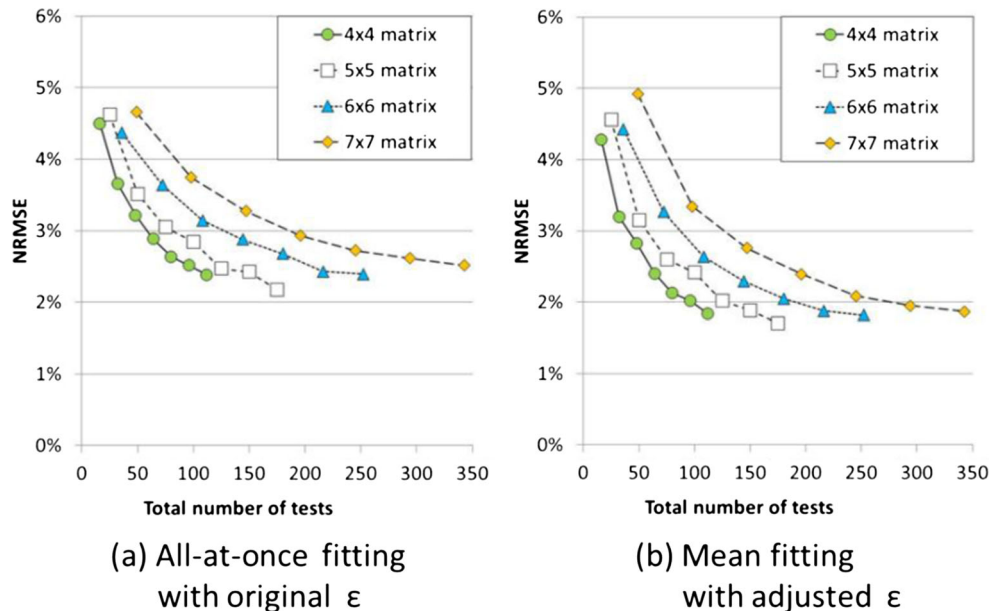 6%
5%
4%
3%
2%
1%
0%
NRMSE
4x4 matrix
5x5 matrix
6x6 matrix
7x7 matrix
0 50 100 150 200 250 300 350
Total number of tests
(a) All-at-once fitting
with original ε
6%
5%
4%
3%
2%
1%
0%
NRMSE
4x4 matrix
5x5 matrix
6x6 matrix
7x7 matrix
0 50 100 150 200 250 300 350
Total number of tests
(b) Mean fitting
with adjusted ε